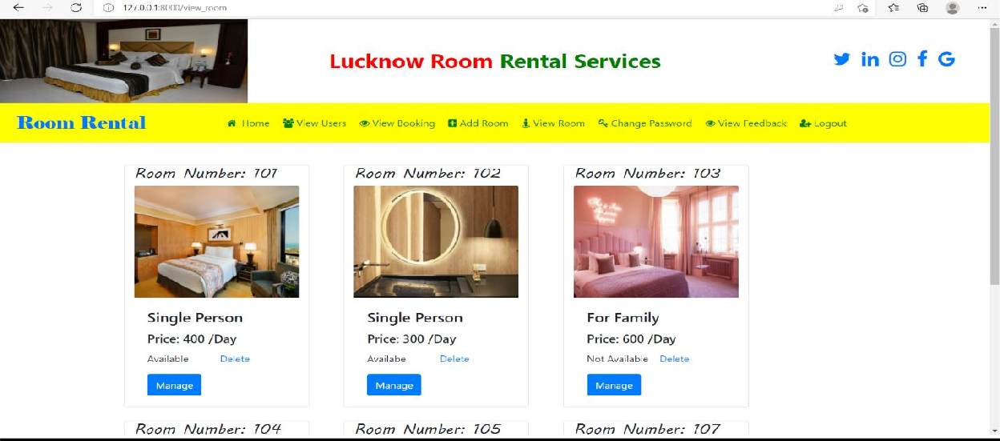 127.0.0.1:8000/view_room
Lucknow Room Rental Services
Room Rental Home View Users View Booking Add Room View Room Change Password View Feedback Logout
Room Number: 101 Room Number: 102 Room Number: 103
Single Person Single Person For Family
Price: 400 /Day Price: 300 /Day Price: 600 /Day
Available Delete Availabe Delete Not Available Delete
Manage Manage Manage
Room Number: 104 Room Number: 105 Room Number: 107